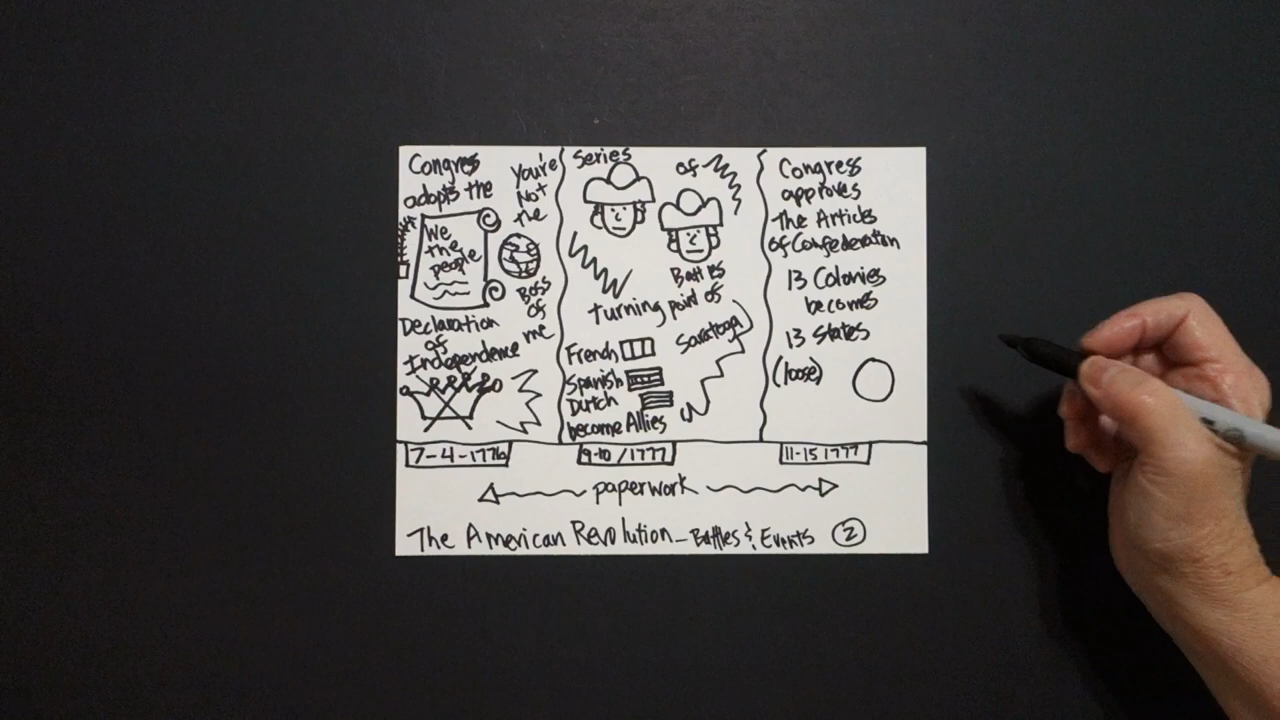 Congress
adopts the
We
the
people
Declaration
of
Independence
You're
Not
the
Boss
of
me
7-4-1776
Series of
Battles
turning point of
Saratoga
French
Spanish
Dutch
become Allies
9-10/1777
Congress
approves
The Articles
of Confederation
13 Colonies
becomes
13 States
(loose)
11-15 1777
paperwork
The American Revolution - Battles & Events 2